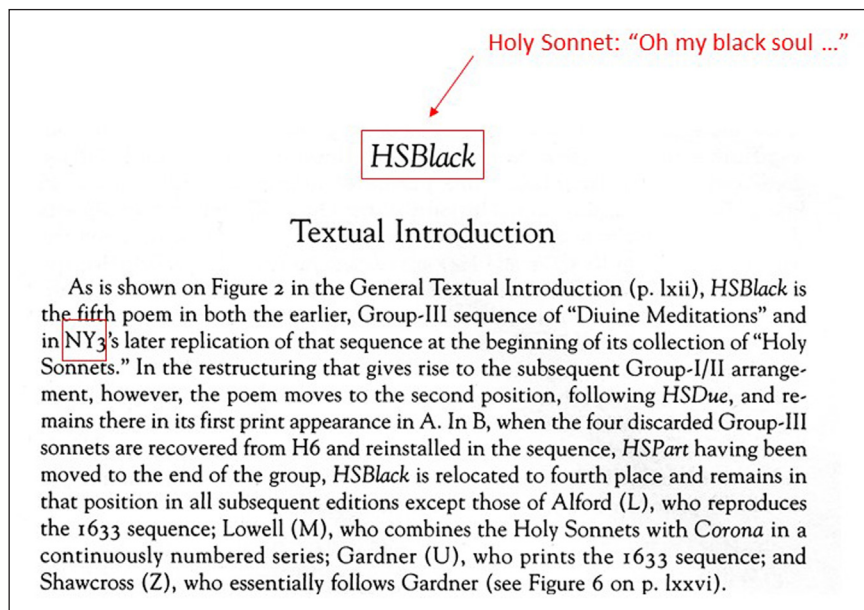 Holy Sonnet: “Oh my black soul ...”
HSBlack
Textual Introduction
As is shown on Figure 2 in the General Textual Introduction (p. lxii), HSBlack is
the fifth poem in both the earlier, Group-III sequence of “Diuine Meditations” and
in NY3’s later replication of that sequence at the beginning of its collection of “Holy
Sonnets.” In the restructuring that gives rise to the subsequent Group-I/II arrange-
ment, however, the poem moves to the second position, following HSDue, and re-
mains there in its first print appearance in A. In B, when the four discarded Group-III
sonnets are recovered from H6 and reinstalled in the sequence, HSPart having been
moved to the end of the group, HSBlack is relocated to fourth place and remains in
that position in all subsequent editions except those of Alford (L), who reproduces
the 1633 sequence; Lowell (M), who combines the Holy Sonnets with Corona in a
continuously numbered series; Gardner (U), who prints the 1633 sequence; and
Shawcross (Z), who essentially follows Gardner (see Figure 6 on p. lxxvi).